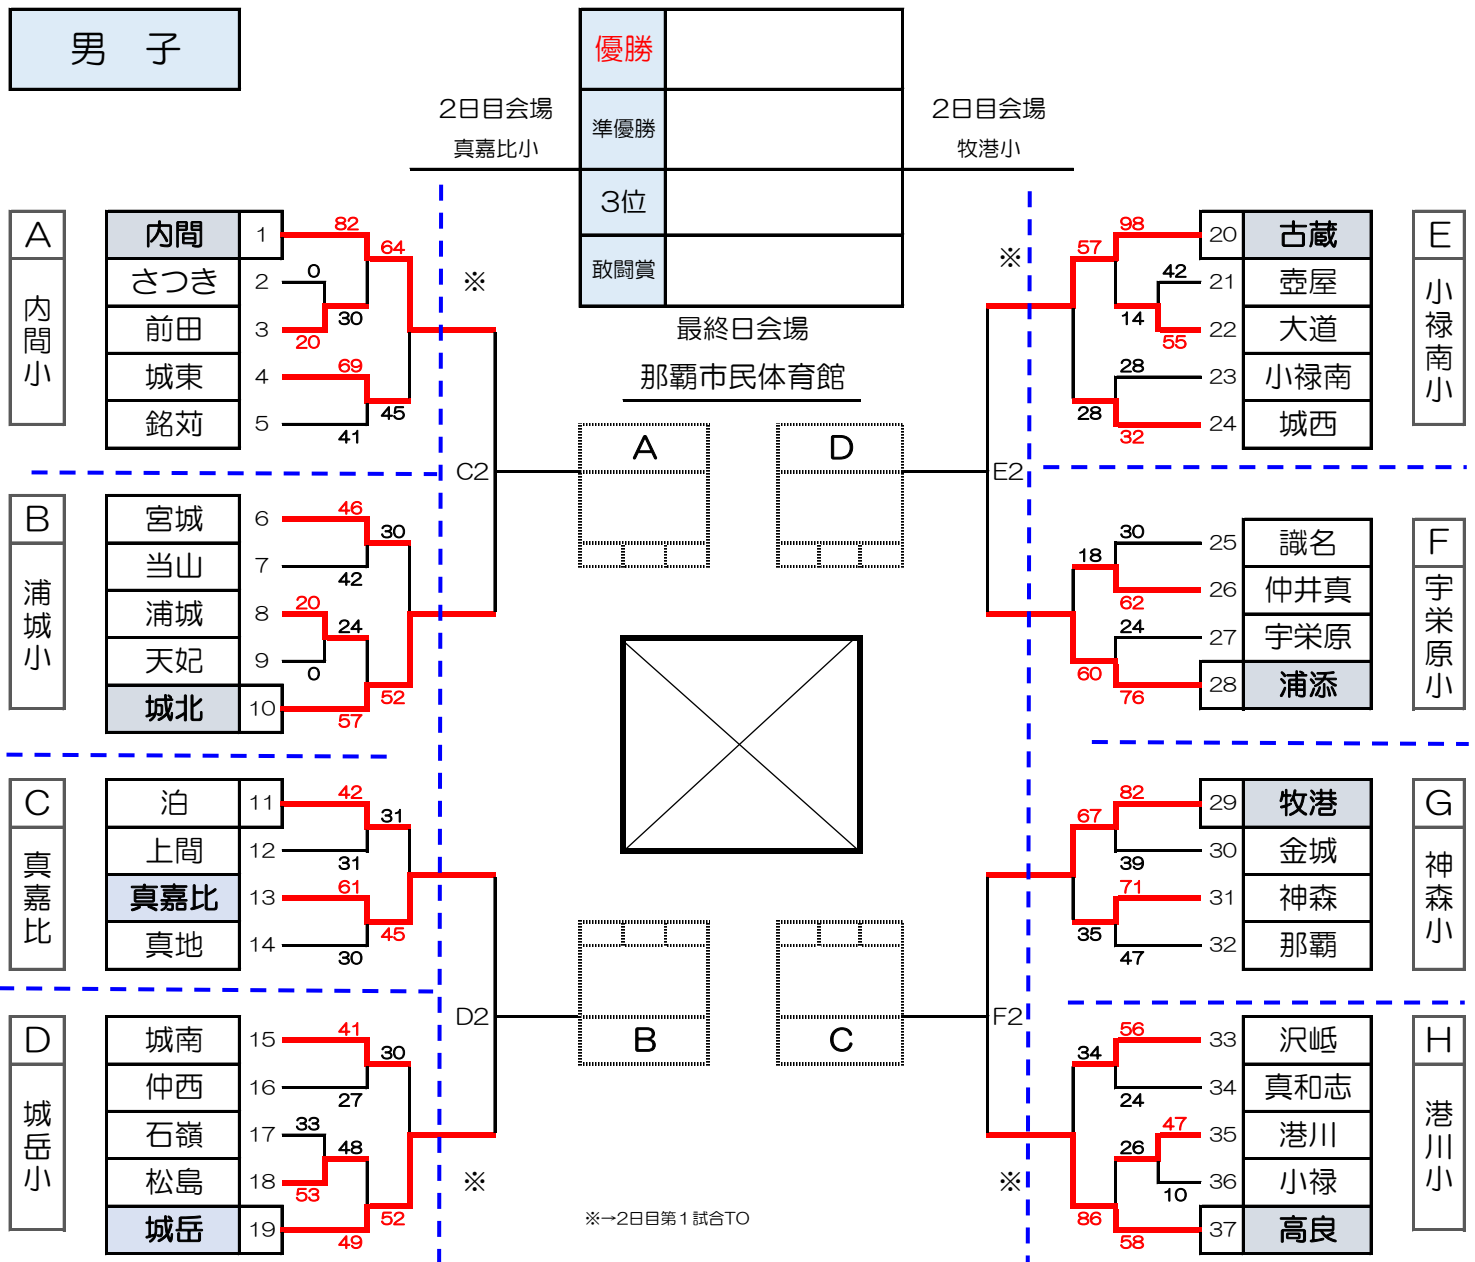 男 子
優勝
準優勝
3位
敢闘賞
2日目会場
真嘉比小
2日目会場
牧港小
最終日会場
那覇市民体育館
A
内間小
内間 1 82
さつき 2 0
前田 3 20
城東 4 69
銘苅 5 41
30
64
45
※
B
浦城小
宮城 6 46
当山 7 42
浦城 8 20
天妃 9 0
城北 10 57
30
24
52
C2
C
真嘉比
泊 11 42
上間 12 31
真嘉比 13 61
真地 14 30
31
45
D
城岳小
城南 15 41
仲西 16 27
石嶺 17 33
松島 18 53
城岳 19 49
30
48
52
D2
※
A
D
B
C
※→2日目第1試合TO
E
小禄南小
98 20 古蔵
42 21 壺屋
55 22 大道
28 23 小禄南
32 24 城西
57
14
28
※
E2
F
宇栄原小
30 25 識名
62 26 仲井真
24 27 宇栄原
76 28 浦添
18
60
G
神森小
82 29 牧港
39 30 金城
71 31 神森
47 32 那覇
67
35
H
港川小
56 33 沢岻
24 34 真和志
47 35 港川
10 36 小禄
58 37 高良
34
26
86
F2
※